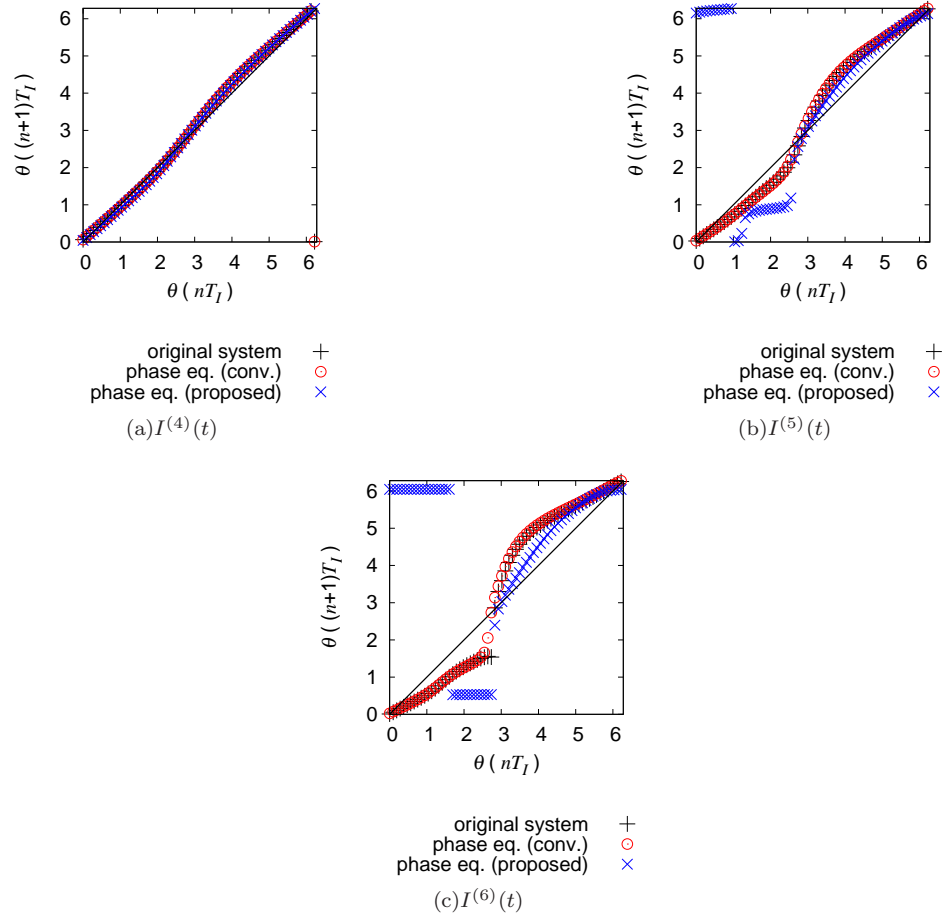 6
5
4
3
2
1
0
θ ( (n+1)T_I )
0 1 2 3 4 5 6
θ ( nT_I )
original system
phase eq. (conv.)
phase eq. (proposed)
(a)I^{(4)}(t)
6
5
4
3
2
1
0
θ ( (n+1)T_I )
0 1 2 3 4 5 6
θ ( nT_I )
original system
phase eq. (conv.)
phase eq. (proposed)
(b)I^{(5)}(t)
6
5
4
3
2
1
0
θ ( (n+1)T_I )
0 1 2 3 4 5 6
θ ( nT_I )
original system
phase eq. (conv.)
phase eq. (proposed)
(c)I^{(6)}(t)